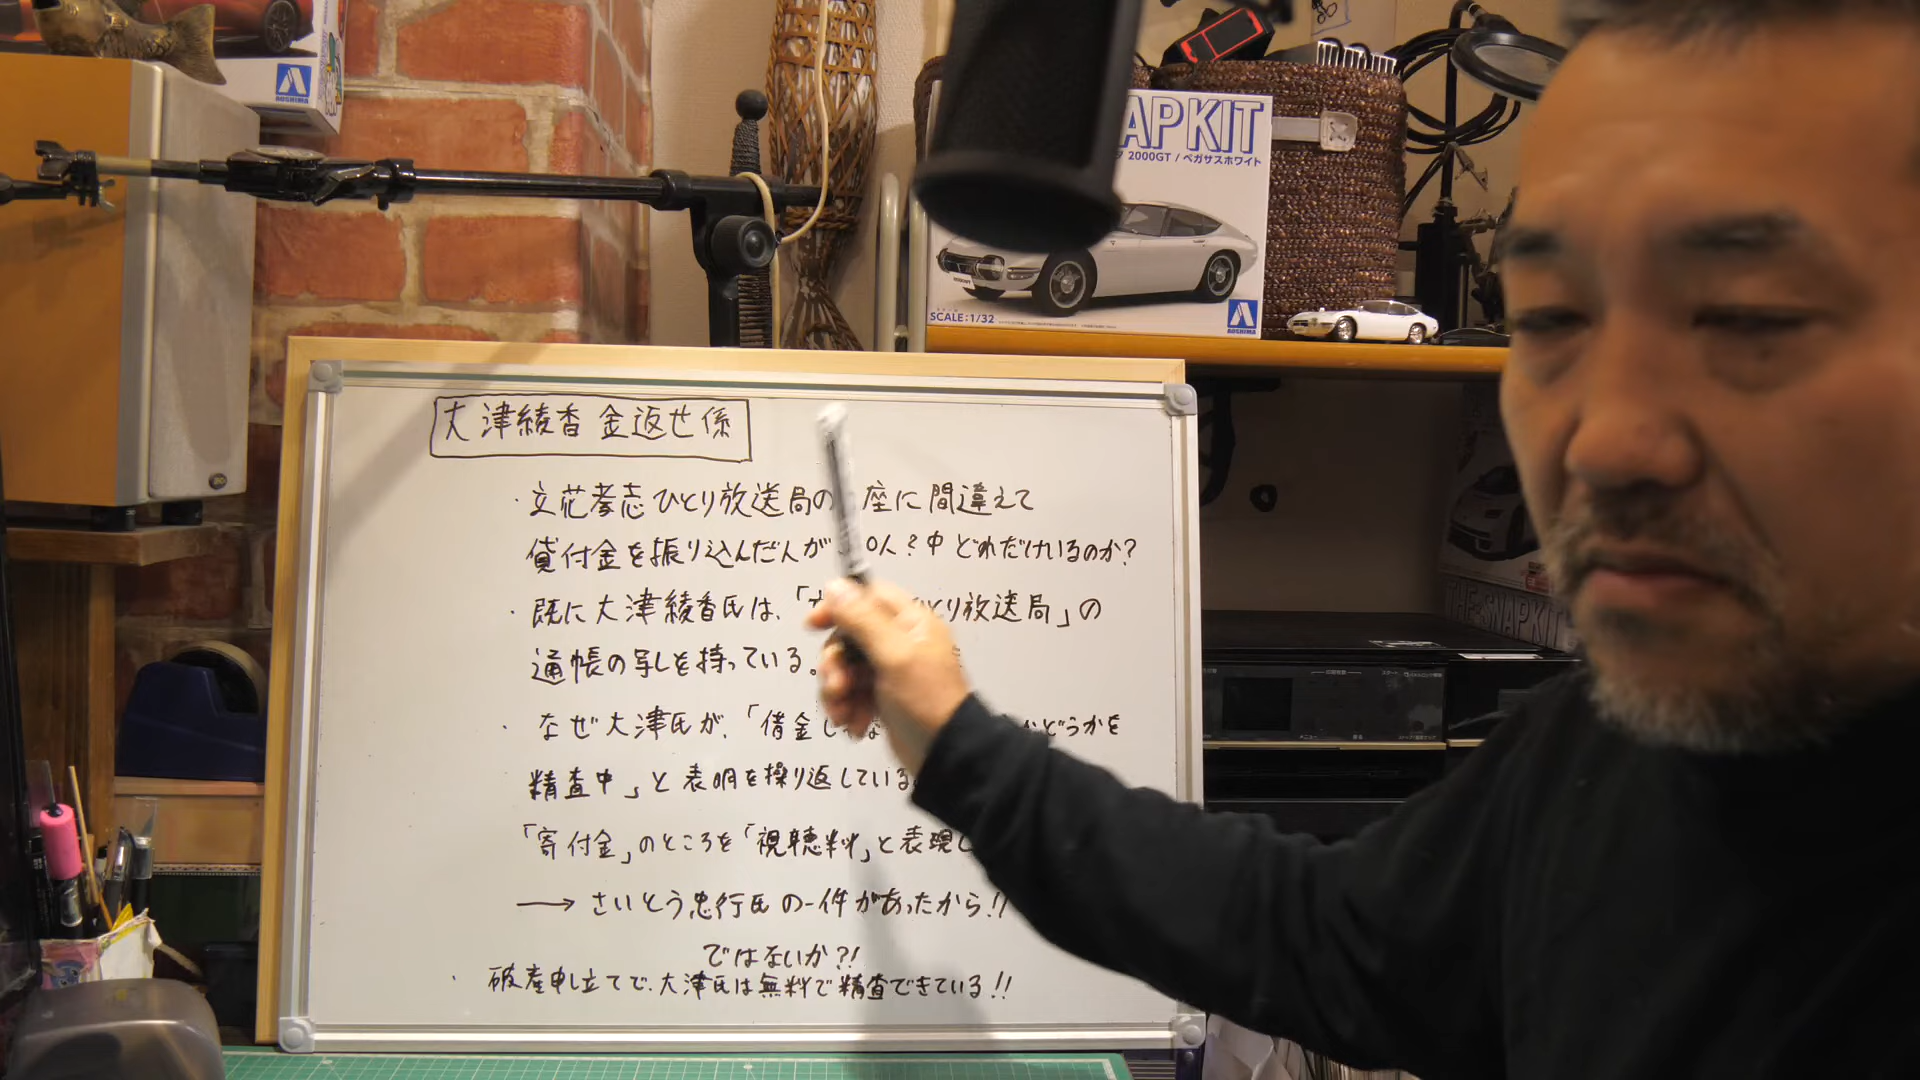 AOSHIMA
APKIT
2000GT / ペガサスホワイト
SCALE:1/32
AOSHIMA
THE SNAPKIT
大津綾香 金返せ係
・立花孝志ひとり放送局の 座に間違えて
貸付金を振り込んだ人が 0人?中どれだけいるのか?
・既に大津綾香氏は、「 ひとり放送局」の
通帳の写しを持っている。
・なぜ大津氏が、「借金し かどうかを
精査中」と表明を繰り返している
「寄付金」のところを「視聴料」と表現し
→ さいとう忠行氏の一件があったから!!
ではないか?!
・破産申し立てで、大津氏は無料で精査できている!!